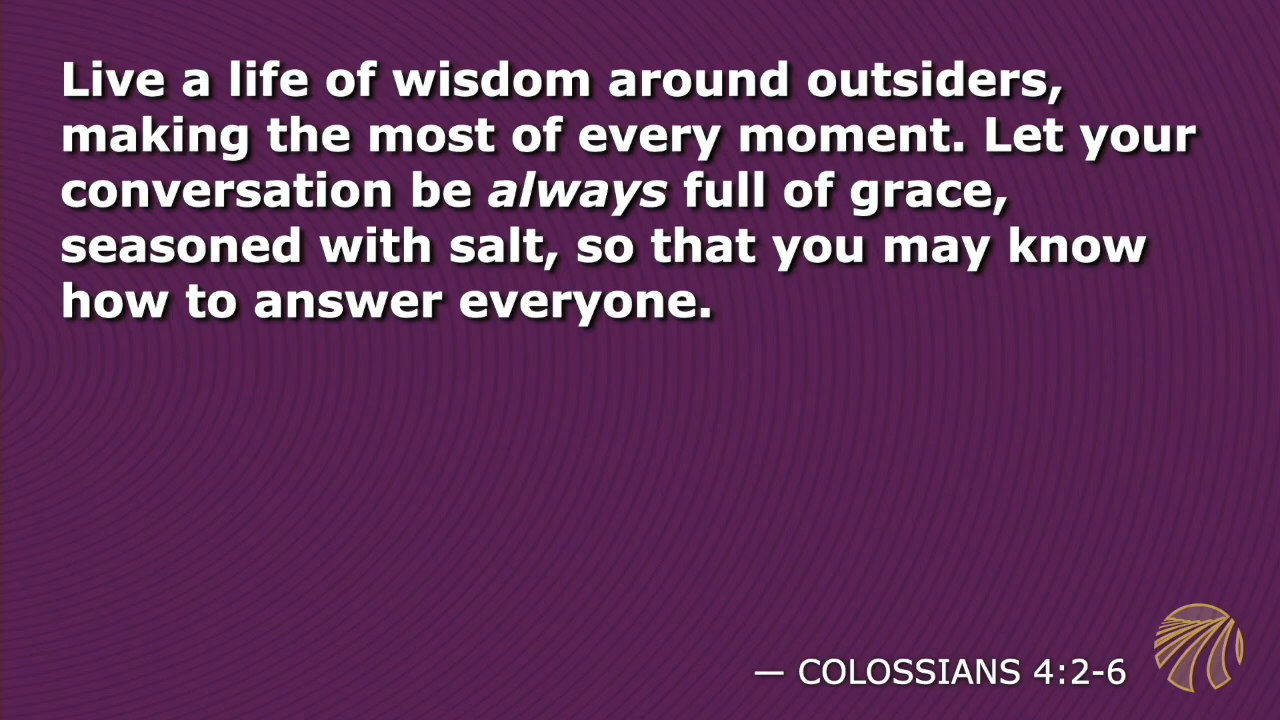 Live a life of wisdom around outsiders,
making the most of every moment. Let your
conversation be always full of grace,
seasoned with salt, so that you may know
how to answer everyone.
— COLOSSIANS 4:2-6